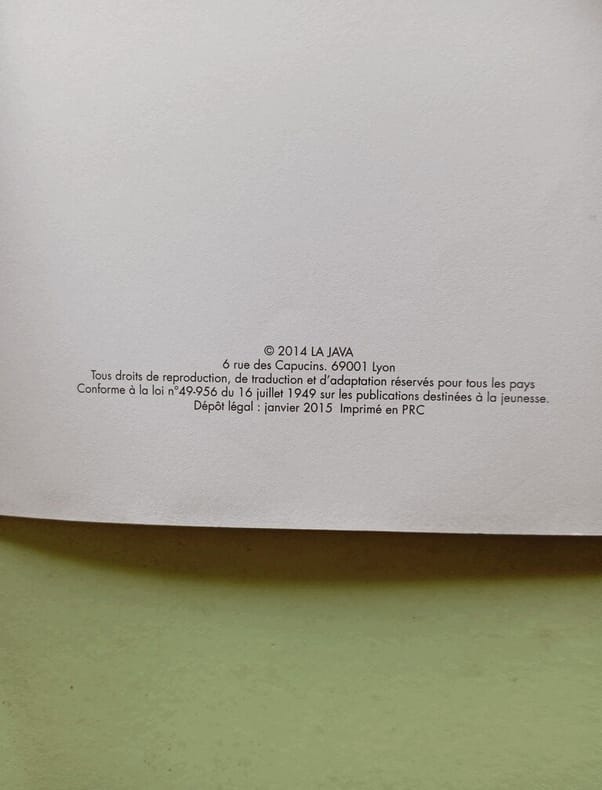 © 2014 LA JAVA
6 rue des Capucins. 69001 Lyon
Tous droits de reproduction, de traduction et d'adaptation réservés pour tous les pays
Conforme à la loi n°49-956 du 16 juillet 1949 sur les publications destinées à la jeunesse.
Dépôt légal : janvier 2015 Imprimé en PRC